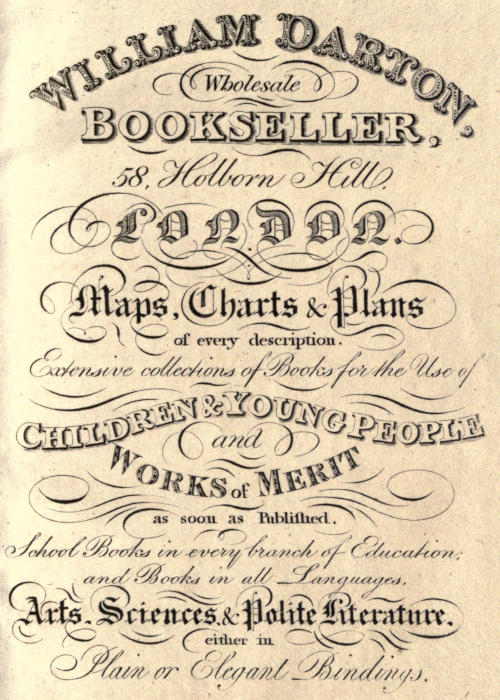 WILLIAM DARTON,
Wholesale
BOOKSELLER,
58, Holborn Hill,
LONDON.
Maps, Charts & Plans
of every description.
Extensive collections of Books for the Use of
CHILDREN & YOUNG PEOPLE
and
WORKS of MERIT
as soon as Publiſhed.
School Books in every branch of Education;
and Books in all Languages.
Arts, Sciences, & Polite Literature,
either in
Plain or Elegant Bindings.